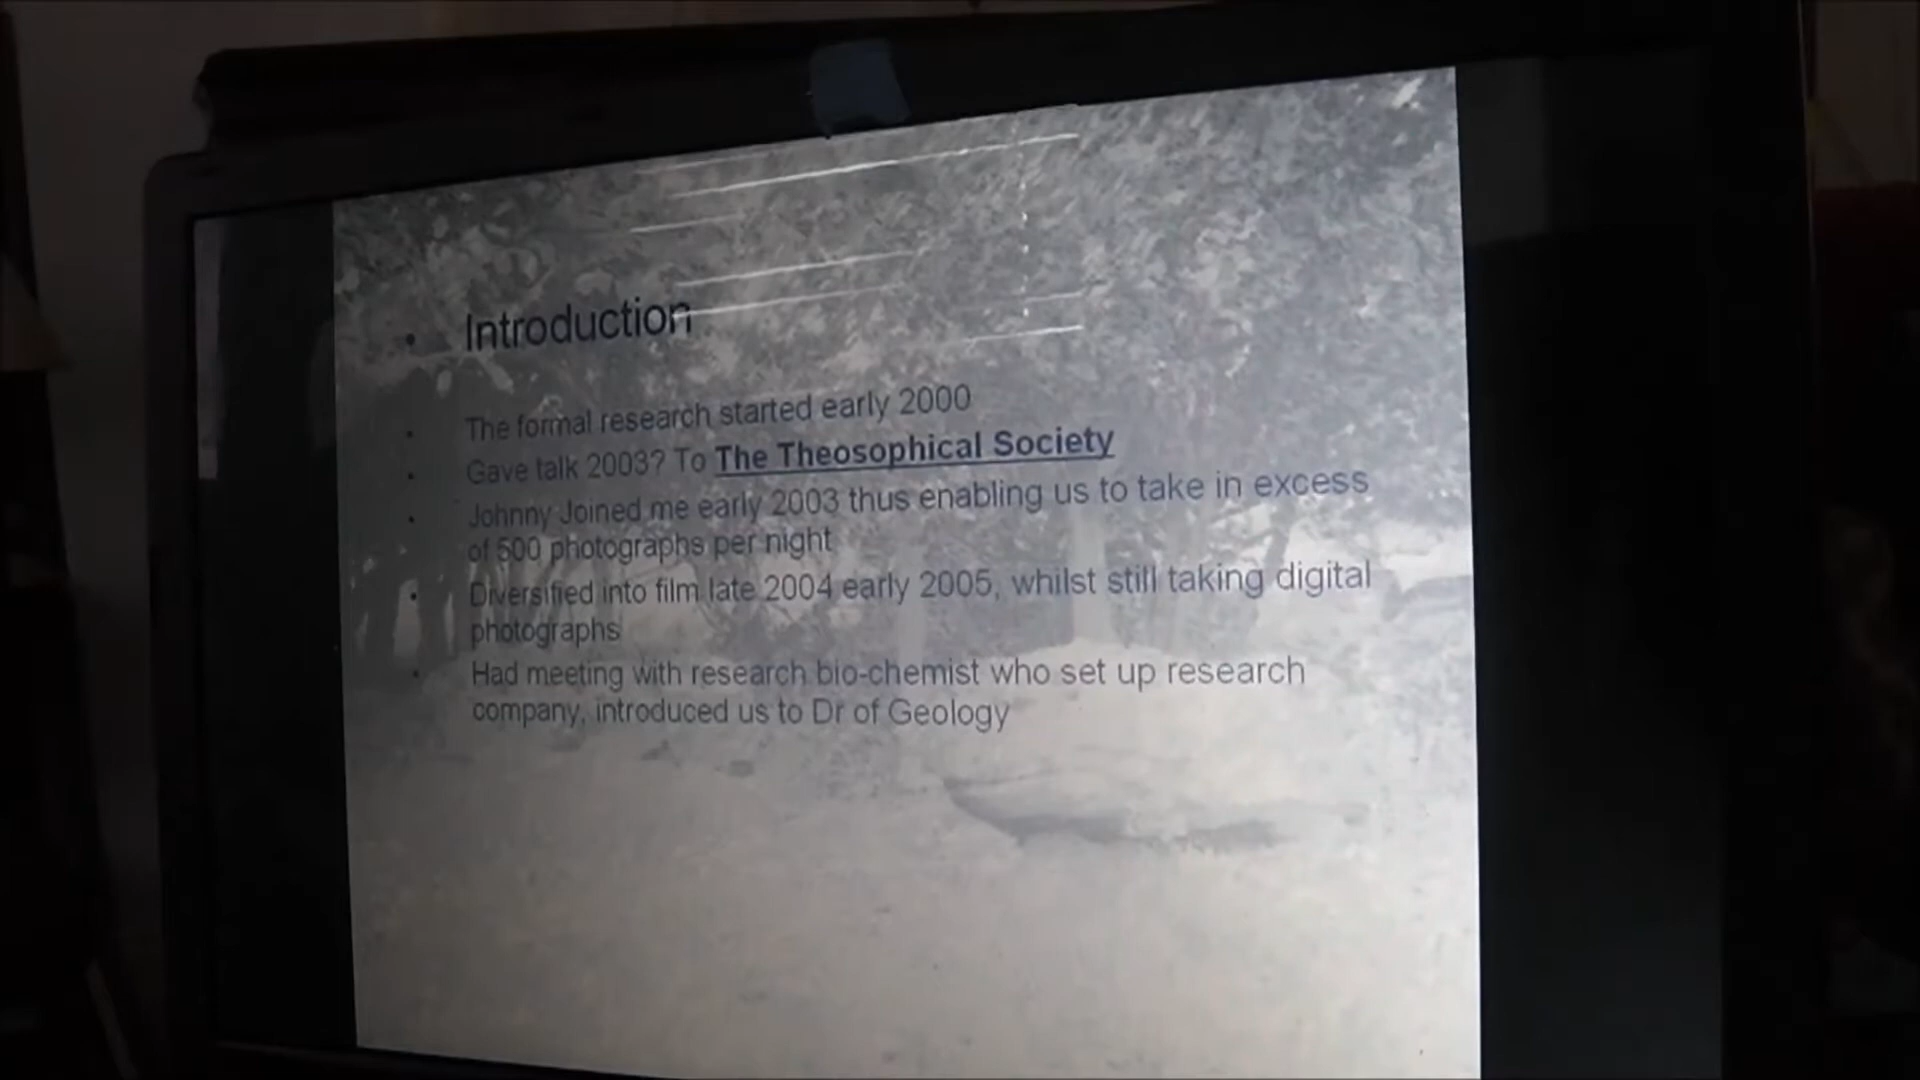 • Introduction
• The formal research started early 2000
• Gave talk 2003? To The Theosophical Society
• Johnny Joined me early 2003 thus enabling us to take in excess
of 500 photographs per night
• Diversified into film late 2004 early 2005, whilst still taking digital
photographs
• Had meeting with research bio-chemist who set up research
company, introduced us to Dr of Geology